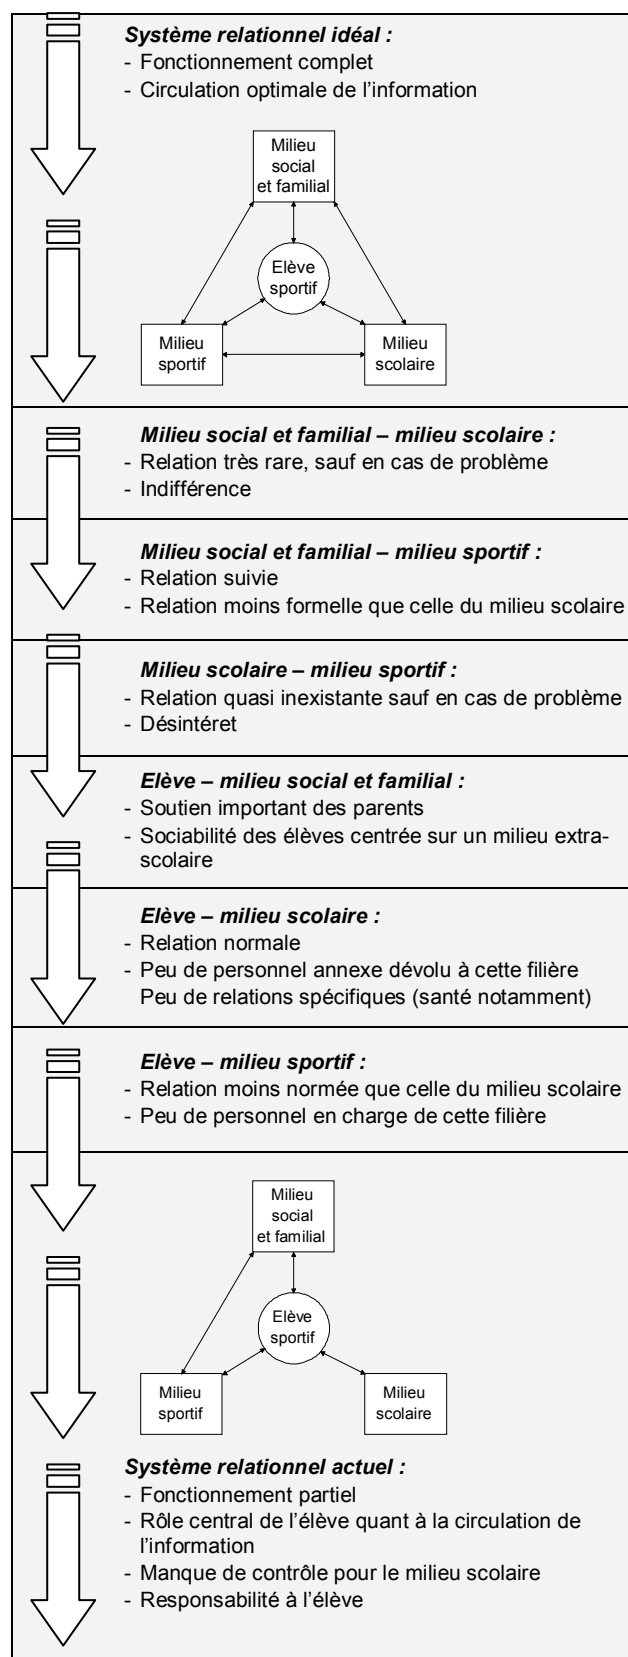 Système relationnel idéal :
- Fonctionnement complet
- Circulation optimale de l’information
Milieu
social
et familial
Elève
sportif
Milieu
sportif
Milieu
scolaire
Milieu social et familial – milieu scolaire :
- Relation très rare, sauf en cas de problème
- Indifférence
Milieu social et familial – milieu sportif :
- Relation suivie
- Relation moins formelle que celle du milieu scolaire
Milieu scolaire – milieu sportif :
- Relation quasi inexistante sauf en cas de problème
- Désintéret
Elève – milieu social et familial :
- Soutien important des parents
- Sociabilité des élèves centrée sur un milieu extra-
scolaire
Elève – milieu scolaire :
- Relation normale
- Peu de personnel annexe dévolu à cette filière
Peu de relations spécifiques (santé notamment)
Elève – milieu sportif :
- Relation moins normée que celle du milieu scolaire
- Peu de personnel en charge de cette filière
Milieu
social
et familial
Elève
sportif
Milieu
sportif
Milieu
scolaire
Système relationnel actuel :
- Fonctionnement partiel
- Rôle central de l’élève quant à la circulation de
l’information
- Manque de contrôle pour le milieu scolaire
- Responsabilité à l’élève